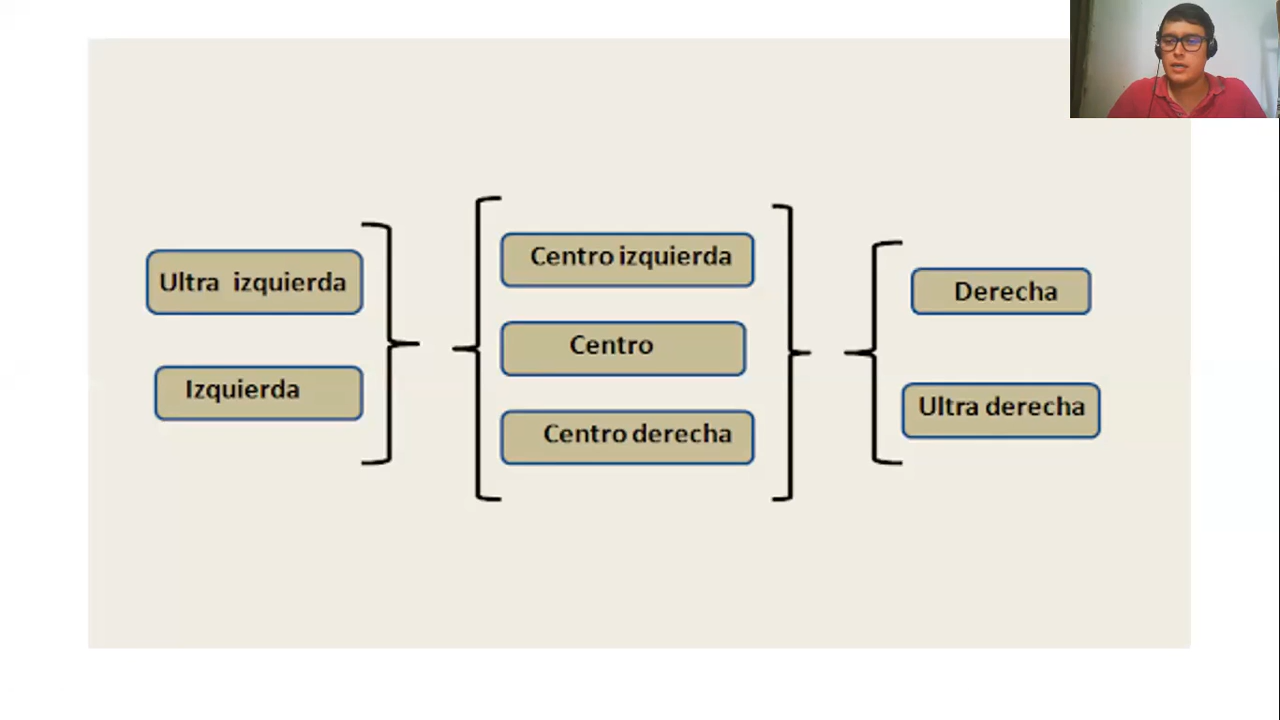 Ultra izquierda
Izquierda
Centro izquierda
Centro
Centro derecha
Derecha
Ultra derecha